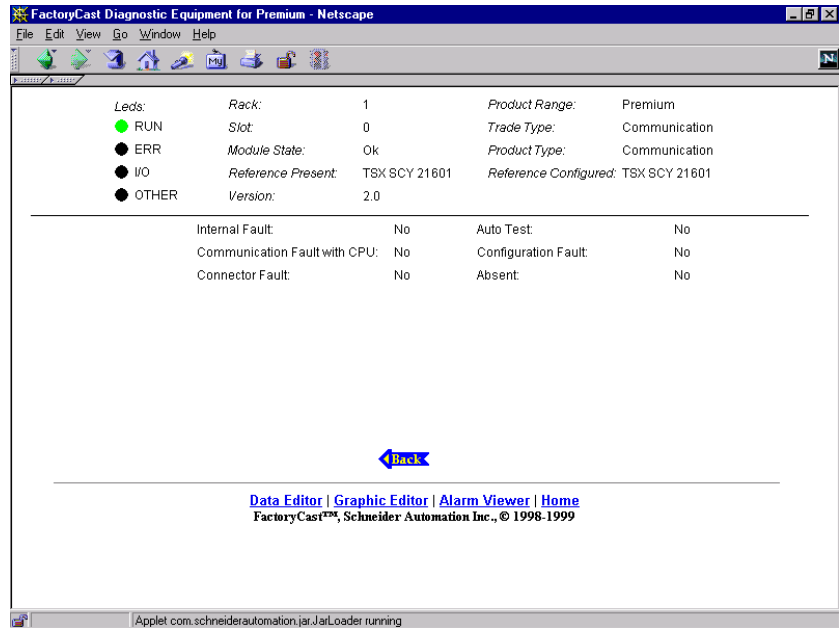 FactoryCast Diagnostic Equipment for Premium - Netscape
File Edit View Go Window Help
My
N
Leds: Rack: 1 Product Range: Premium
RUN Slot: 0 Trade Type: Communication
ERR Module State: Ok Product Type: Communication
I/O Reference Present: TSX SCY 21601 Reference Configured: TSX SCY 21601
OTHER Version: 2.0
Internal Fault: No Auto Test: No
Communication Fault with CPU: No Configuration Fault: No
Connector Fault: No Absent: No
Back
Data Editor | Graphic Editor | Alarm Viewer | Home
FactoryCast™, Schneider Automation Inc., © 1998-1999
Applet com.schneiderautomation.jar.JarLoader running